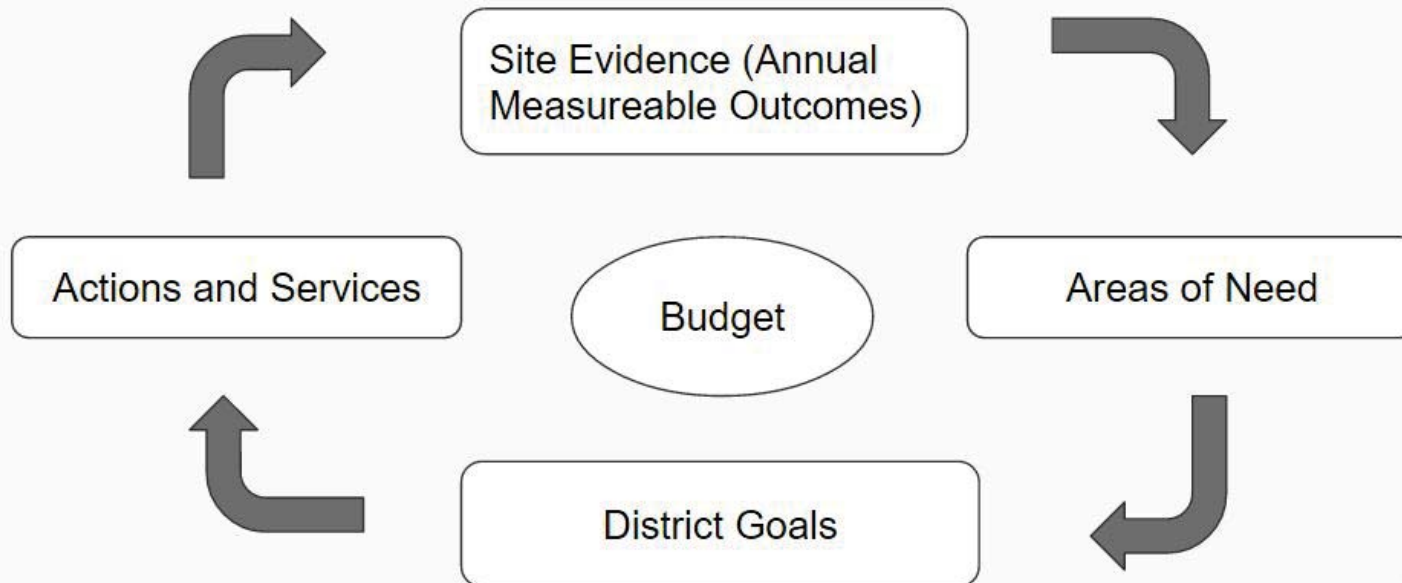 Site Evidence (Annual
Measureable Outcomes)
Actions and Services
Budget
Areas of Need
District Goals